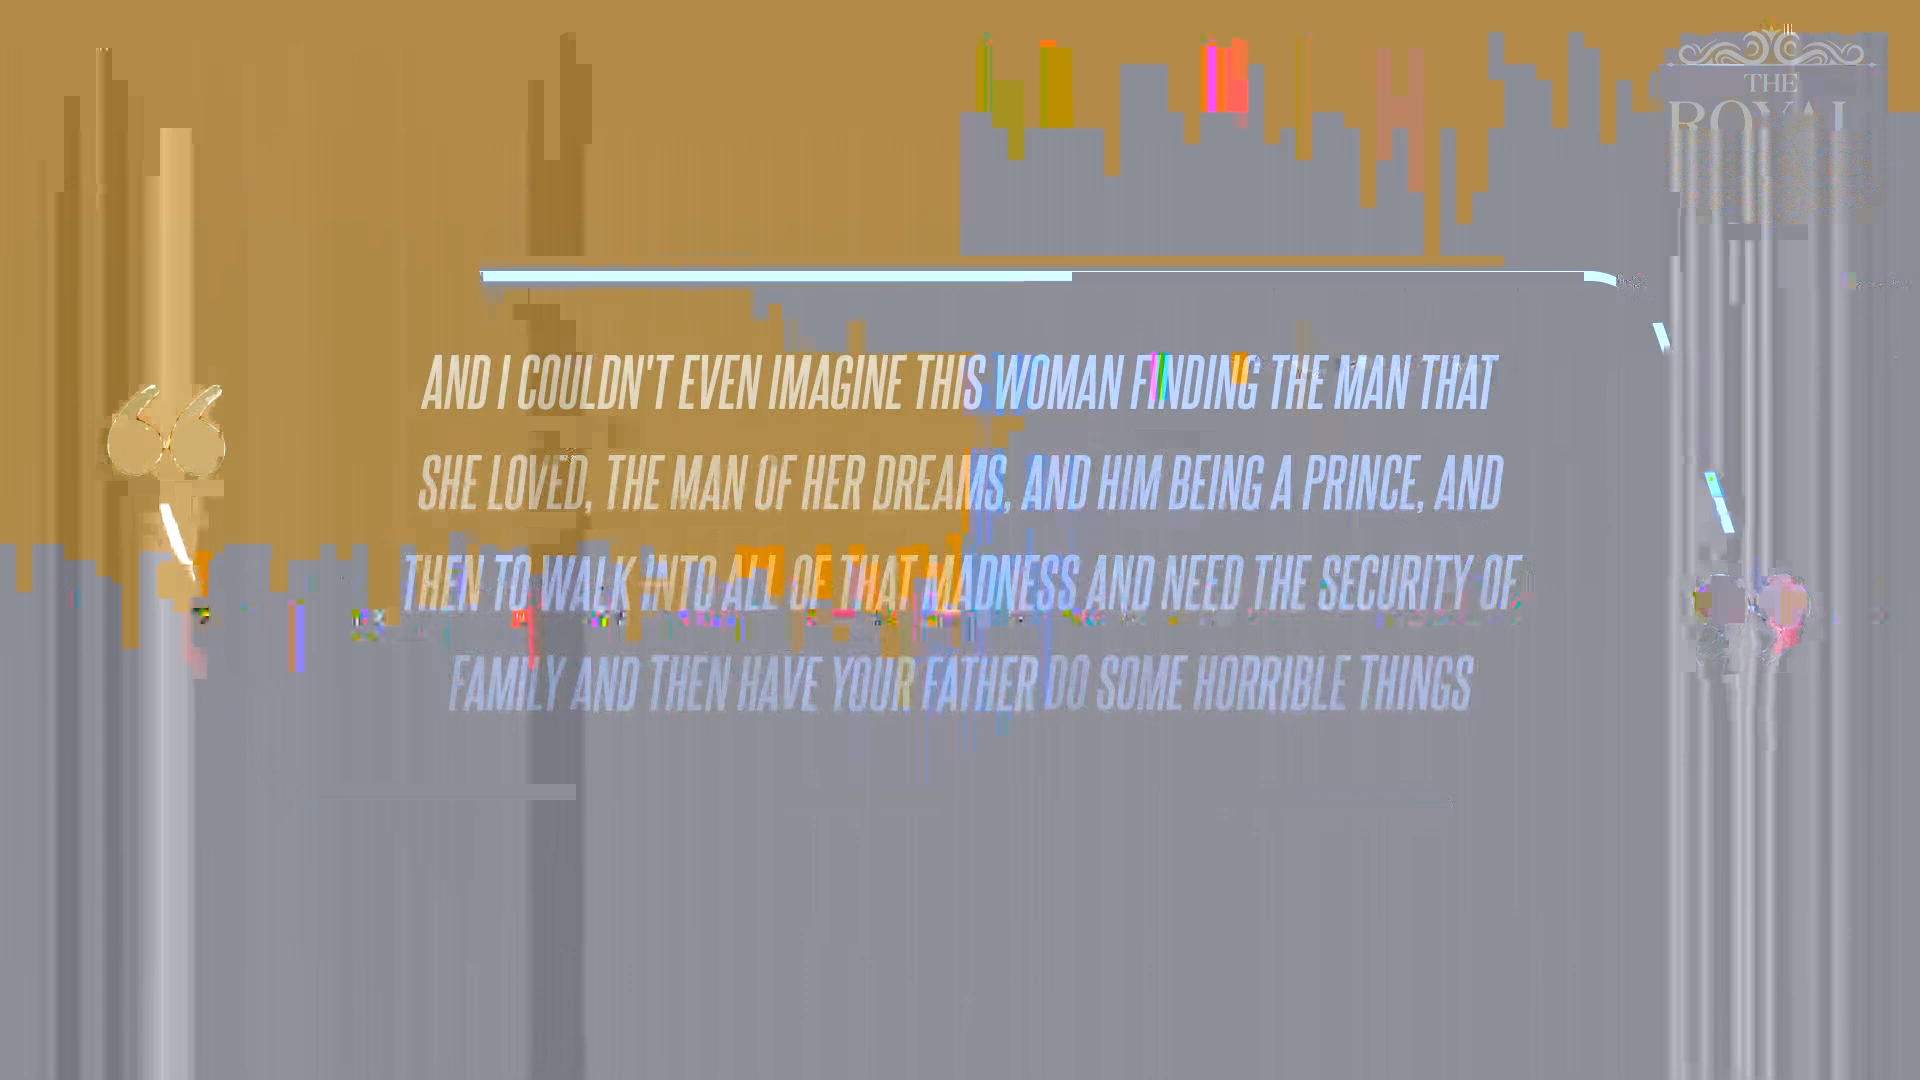 THE
ROYAL
AND I COULDN'T EVEN IMAGINE THIS WOMAN FINDING THE MAN THAT
SHE LOVED, THE MAN OF HER DREAMS, AND HIM BEING A PRINCE, AND
THEN TO WALK INTO ALL OF THAT MADNESS AND NEED THE SECURITY OF
FAMILY AND THEN HAVE YOUR FATHER DO SOME HORRIBLE THINGS